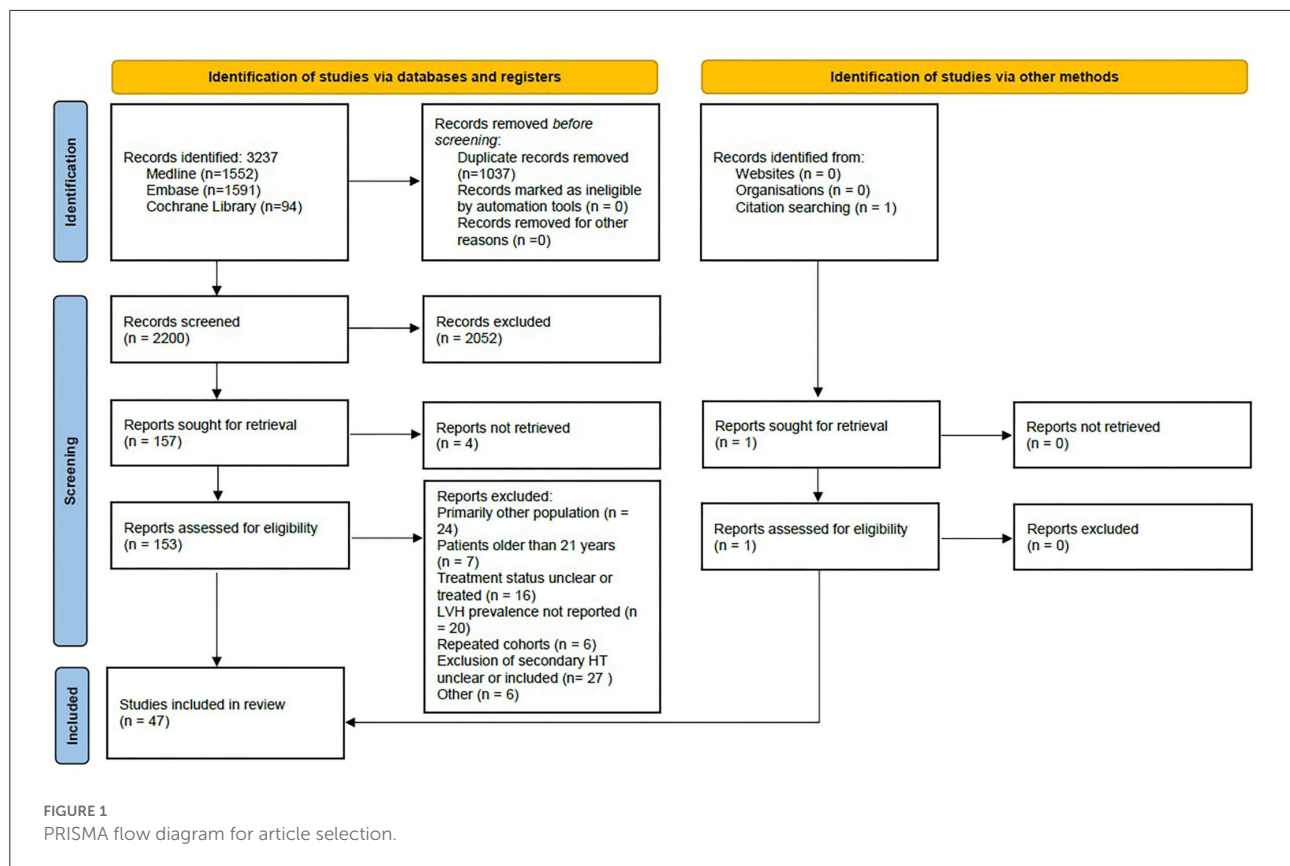 Identification of studies via databases and registers
Identification of studies via other methods
Identification
Records identified: 3237
Medline (n=1552)
Embase (n=1591)
Cochrane Library (n=94)
Records removed before
screening:
Duplicate records removed
(n=1037)
Records marked as ineligible
by automation tools (n = 0)
Records removed for other
reasons (n =0)
Records identified from:
Websites (n = 0)
Organisations (n = 0)
Citation searching (n = 1)
Screening
Records screened
(n = 2200)
Records excluded
(n = 2052)
Reports sought for retrieval
(n = 157)
Reports not retrieved
(n = 4)
Reports sought for retrieval
(n = 1)
Reports not retrieved
(n = 0)
Reports assessed for eligibility
(n = 153)
Reports excluded:
Primarily other population (n =
24)
Patients older than 21 years
(n = 7)
Treatment status unclear or
treated (n = 16)
LVH prevalence not reported (n
= 20)
Repeated cohorts (n = 6)
Exclusion of secondary HT
unclear or included (n= 27 )
Other (n = 6)
Reports assessed for eligibility
(n = 1)
Reports excluded
(n = 0)
Included
Studies included in review
(n = 47)
FIGURE 1
PRISMA flow diagram for article selection.